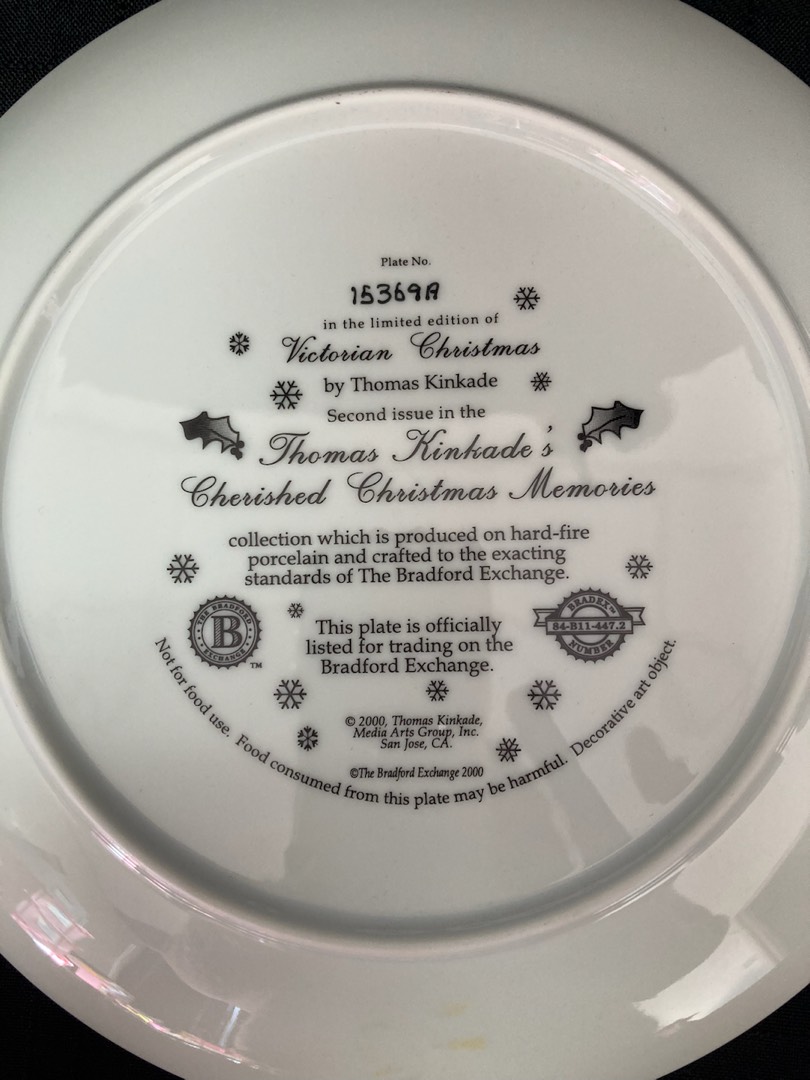 Plate No.
15369A
in the limited edition of
Victorian Christmas
by Thomas Kinkade
Second issue in the
Thomas Kinkade's
Cherished Christmas Memories
collection which is produced on hard-fire
porcelain and crafted to the exacting
standards of The Bradford Exchange.
THE BRADFORD
B
EXCHANGE
TM
This plate is officially
listed for trading on the
Bradford Exchange.
BRADEX™
84-B11-447.2
NUMBER
© 2000, Thomas Kinkade,
Media Arts Group, Inc.
San Jose, CA.
©The Bradford Exchange 2000
Not for food use. Food consumed from this plate may be harmful. Decorative art object.